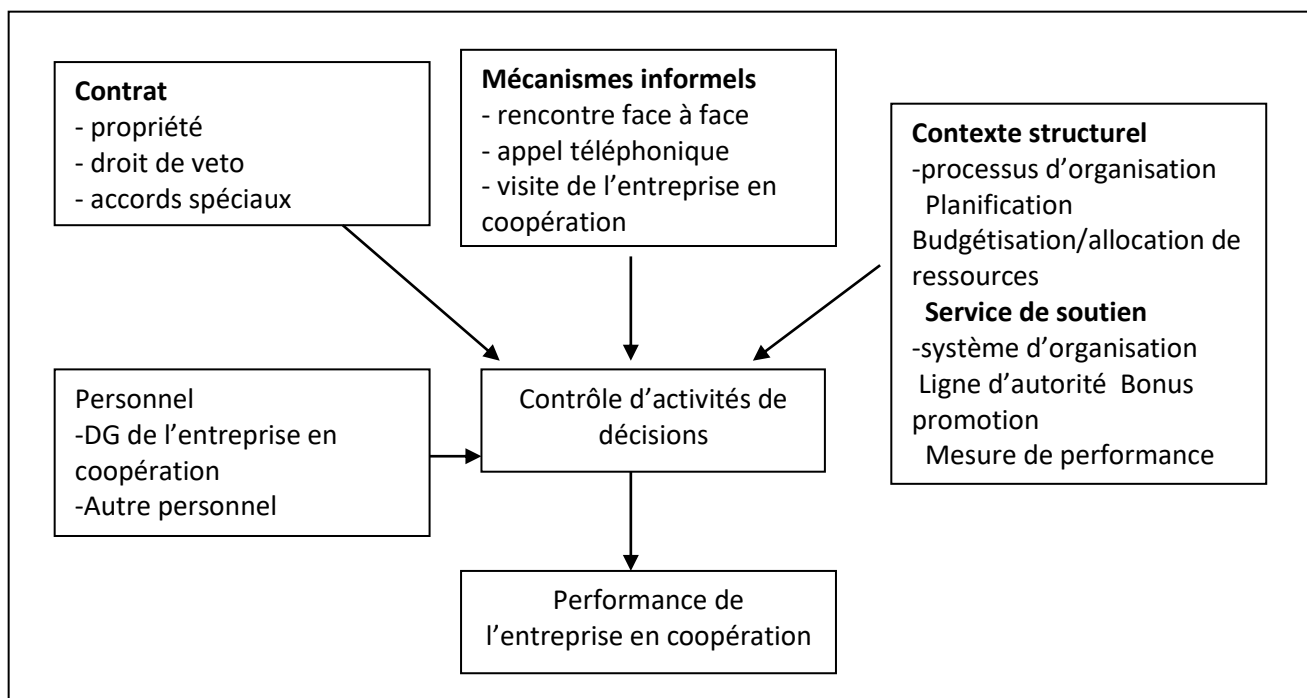 Contrat
- propriété
- droit de veto
- accords spéciaux
Mécanismes informels
- rencontre face à face
- appel téléphonique
- visite de l’entreprise en
coopération
Contexte structurel
-processus d’organisation
Planification
Budgétisation/allocation de
ressources
Service de soutien
-système d’organisation
Ligne d’autorité  Bonus
promotion
Mesure de performance
Personnel
-DG de l’entreprise en
coopération
-Autre personnel
Contrôle d’activités de
décisions
Performance de
l’entreprise en coopération